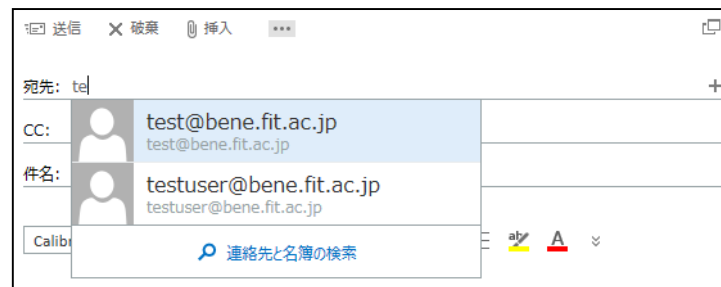 送信 破棄 挿入 •••
宛先: te
test@bene.fit.ac.jp
test@bene.fit.ac.jp
CC:
testuser@bene.fit.ac.jp
testuser@bene.fit.ac.jp
件名:
連絡先と名簿の検索
Calib
aby A